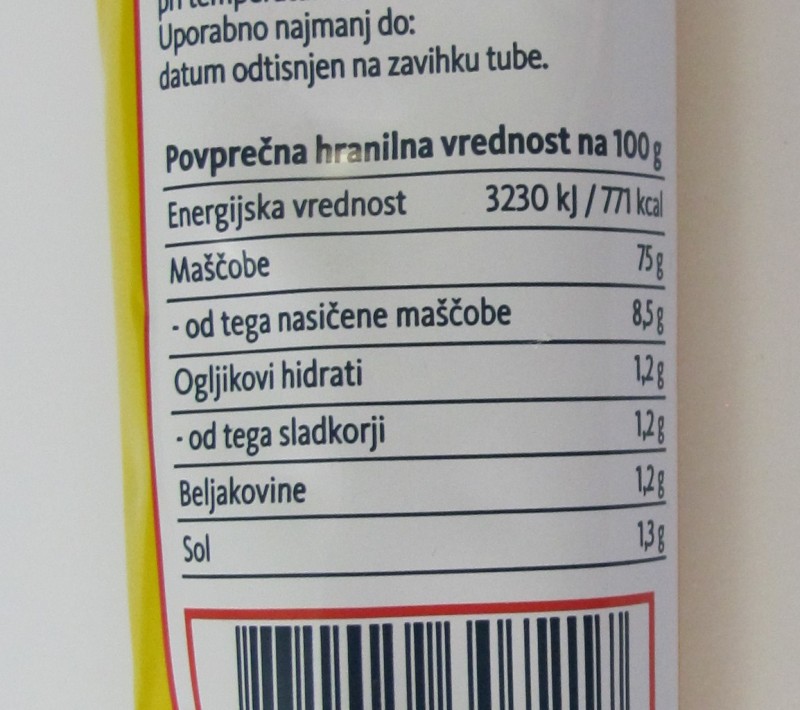 Uporabno najmanj do:
datum odtisnjen na zavihku tube.
Povprečna hranilna vrednost na 100 g
Energijska vrednost 3230 kJ / 771 kcal
Maščobe 75 g
- od tega nasičene maščobe 8,5 g
Ogljikovi hidrati 1,2 g
- od tega sladkorji 1,2 g
Beljakovine 1,2 g
Sol 1,3 g